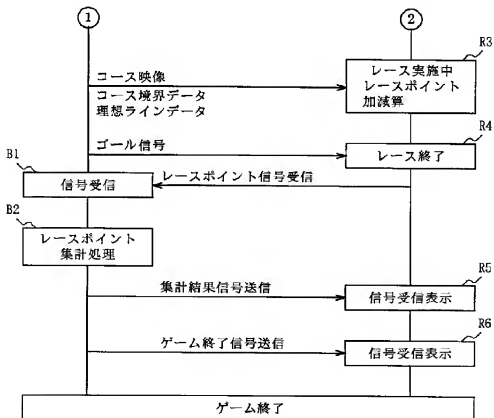 1
2
R3
コース映像
コース境界データ
理想ラインデータ
レース実施中
レースポイント
加減算
R4
ゴール信号
レース終了
B1
信号受信
レースポイント信号受信
B2
レースポイント
集計処理
集計結果信号送信
R5
信号受信表示
ゲーム終了信号送信
R6
信号受信表示
ゲーム終了